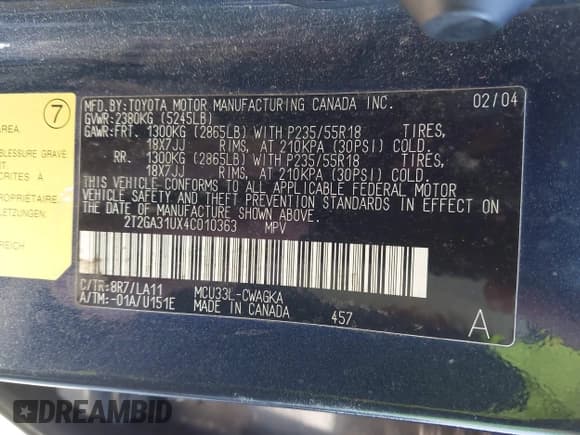 7
AREA.
BLESSURE GRAVE
NT
CRITES À
PROPRIÉTAIRE.
LETZUNGEN.
BEREICH
MFD.BY:TOYOTA MOTOR MANUFACTURING CANADA INC. 02/04
GVWR:2380KG (5245LB)
GAWR:FRT. 1300KG (2865LB) WITH P235/55R18 TIRES,
18X7JJ RIMS, AT 210KPA (30PSI) COLD.
RR. 1300KG (2865LB) WITH P235/55R18 TIRES,
18X7JJ RIMS, AT 210KPA (30PSI) COLD.
THIS VEHICLE CONFORMS TO ALL APPLICABLE FEDERAL MOTOR
VEHICLE SAFETY AND THEFT PREVENTION STANDARDS IN EFFECT ON
THE DATE OF MANUFACTURE SHOWN ABOVE.
2T2GA31UX4C010363 MPV
C/TR:8R7/LA11 MCU33L-CWAGKA
A/TM:-01A/U151E MADE IN CANADA 457 A
DREAMBID